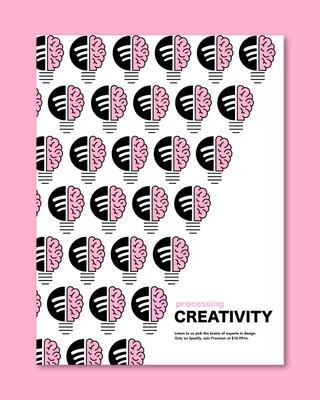 processing
CREATIVITY
Listen to us pick the brains of experts in design.
Only on Spotify. Join Premium at $10.99/m.